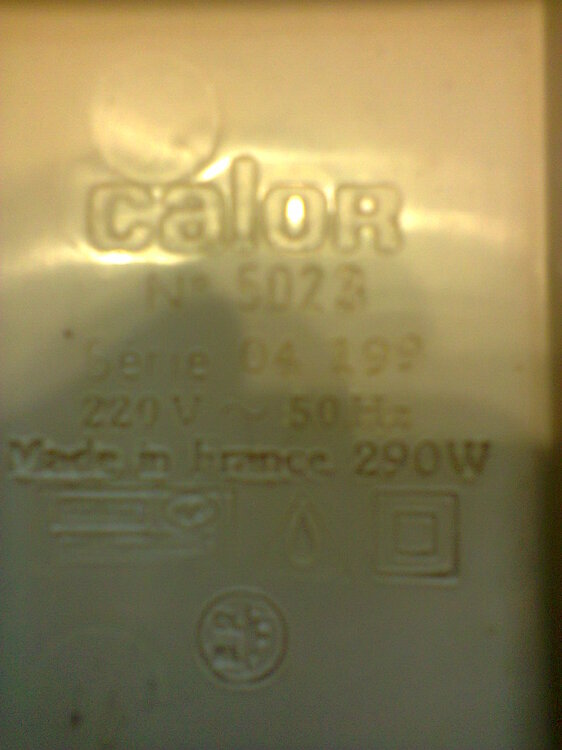 calor
N° 5023
Serie 04 199
220 V ~ 50 Hz
Made in France 290W